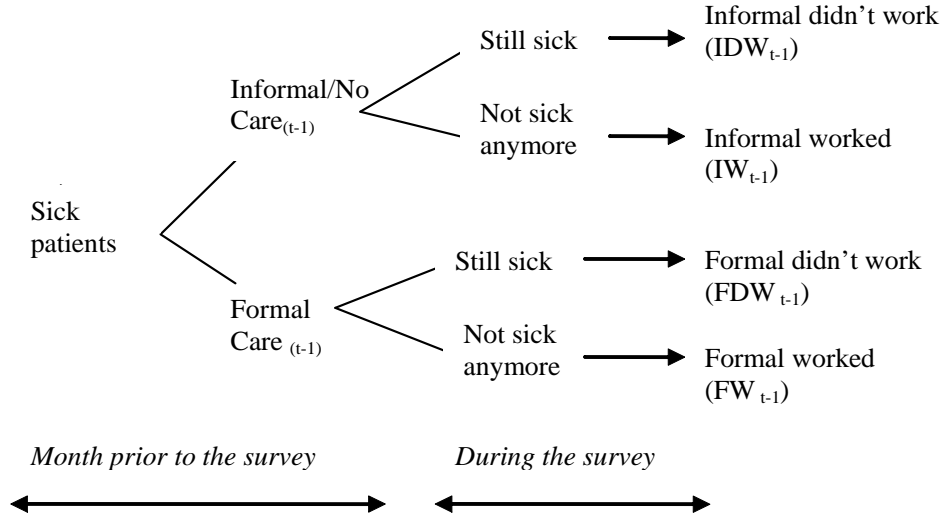 Sick
patients
Informal/No
Care(t-1)
Formal
Care (t-1)
Still sick
Not sick
anymore
Still sick
Not sick
anymore
Informal didn't work
(IDWt-1)
Informal worked
(IWt-1)
Formal didn't work
(FDW t-1)
Formal worked
(FW t-1)
Month prior to the survey
During the survey